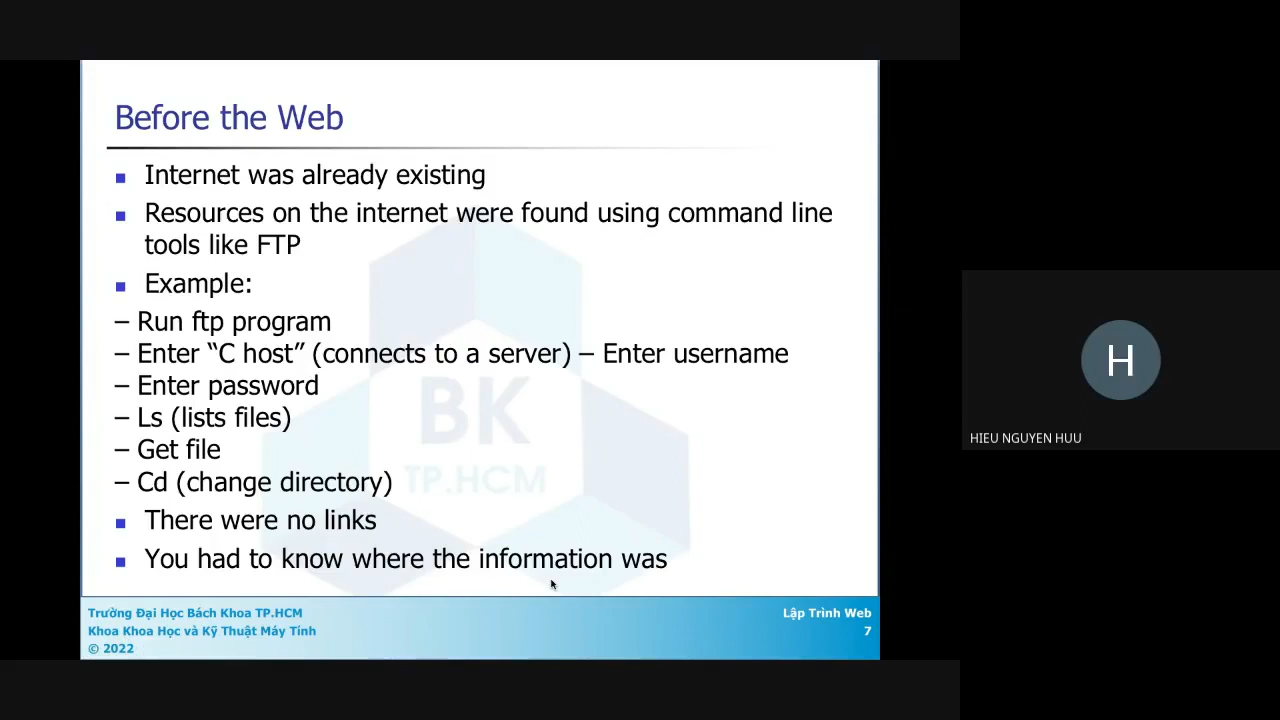 Before the Web
Internet was already existing
Resources on the internet were found using command line
tools like FTP
Example:
– Run ftp program
– Enter “C host” (connects to a server) – Enter username
– Enter password
– Ls (lists files)
– Get file
– Cd (change directory)
There were no links
You had to know where the information was
BK
TP.HCM
Trường Đại Học Bách Khoa TP.HCM
Khoa Khoa Học và Kỹ Thuật Máy Tính
© 2022
Lập Trình Web
7
H
HIEU NGUYEN HUU